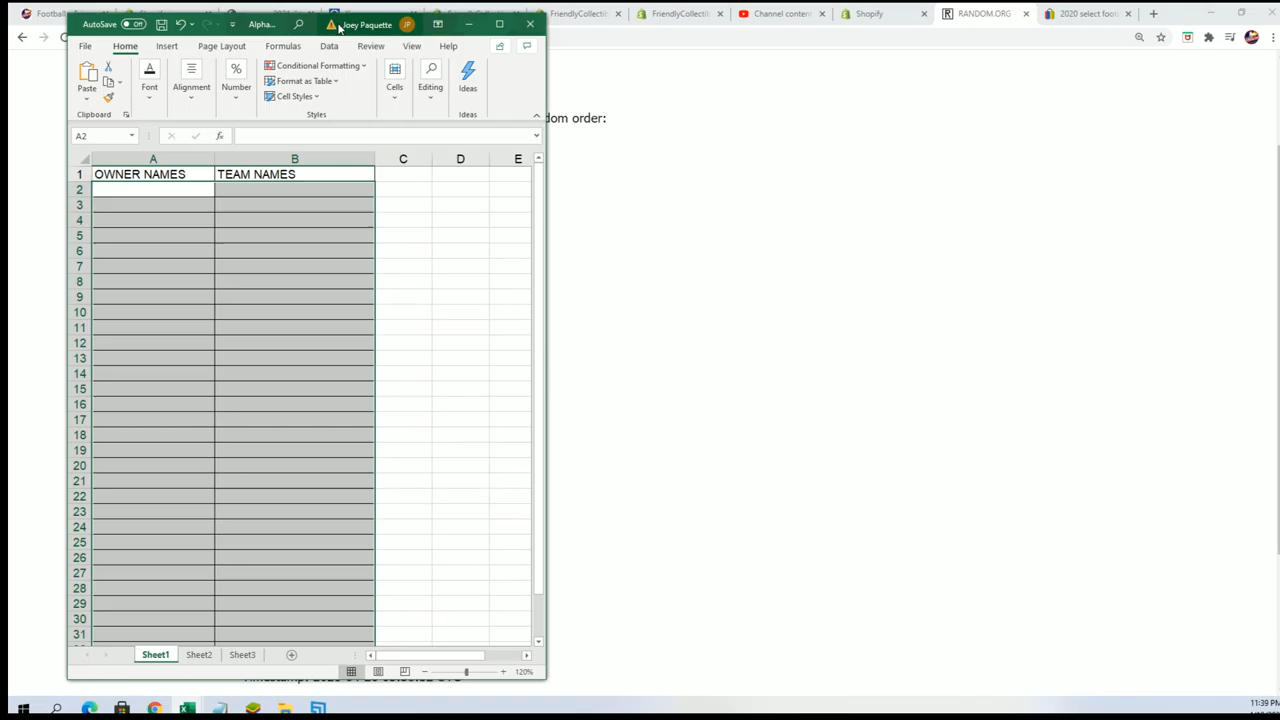 Football
FriendlyCollectib
FriendlyCollectib
Channel content
Shopify
RANDOM.ORG
2020 select foot
AutoSave Off Alpha... Joey Paquette JP
File Home Insert Page Layout Formulas Data Review View Help
Paste Font Alignment Number Conditional Formatting Format as Table Cell Styles Cells Editing Ideas
Clipboard Styles Ideas
dom order:
A2 fx
A B C D E
1 OWNER NAMES TEAM NAMES
2
3
4
5
6
7
8
9
10
11
12
13
14
15
16
17
18
19
20
21
22
23
24
25
26
27
28
29
30
31
Sheet1 Sheet2 Sheet3
120%
11:39 PM